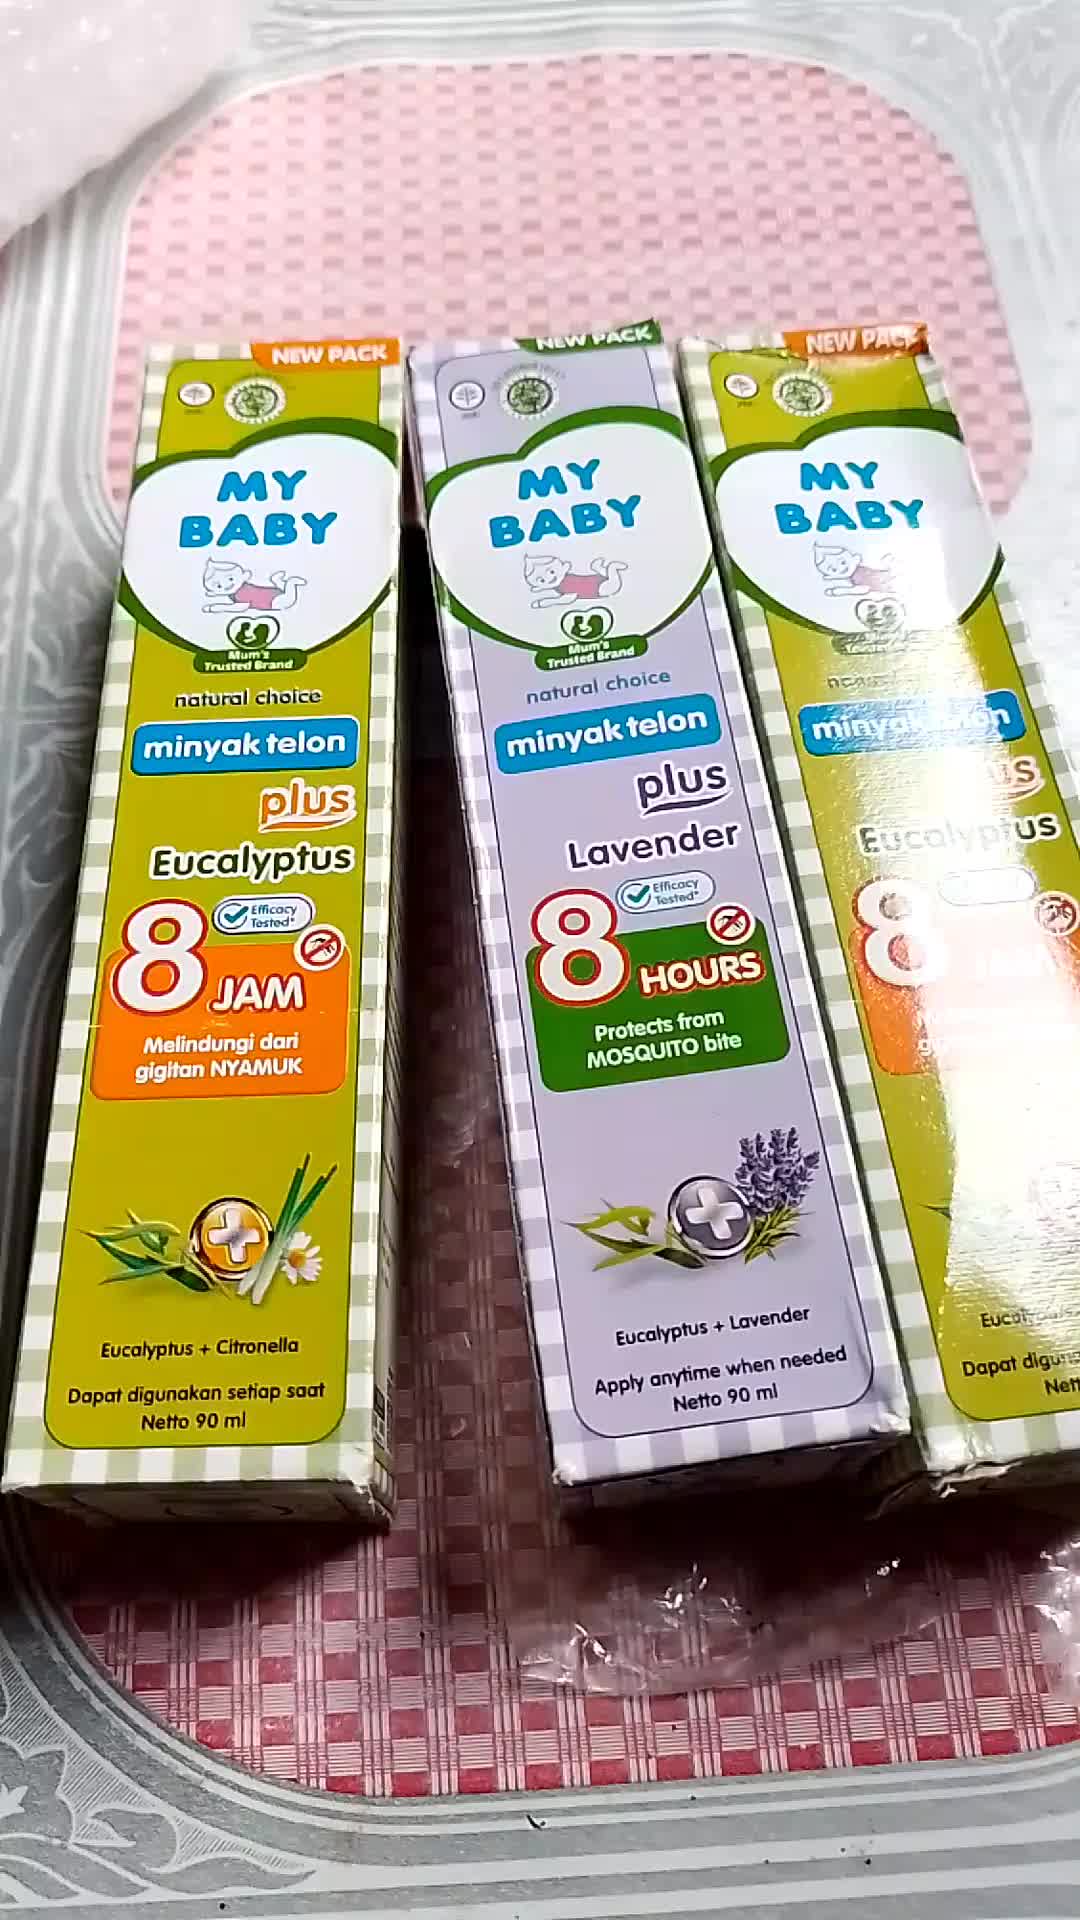 NEW PACK
MY
BABY
Mum's
Trusted Brand
natural choice
minyak telon
plus
Eucalyptus
8
Efficacy
Tested*
JAM
Melindungi dari
gigitan NYAMUK
Eucalyptus + Citronella
Dapat digunakan setiap saat
Netto 90 ml
NEW PACK
MY
BABY
Mum's
Trusted Brand
natural choice
minyak telon
plus
Lavender
8
Efficacy
Tested*
HOURS
Protects from
MOSQUITO bite
Eucalyptus + Lavender
Apply anytime when needed
Netto 90 ml
NEW PACK
MY
BABY
minyak
Eucalyptus
8
Dapat